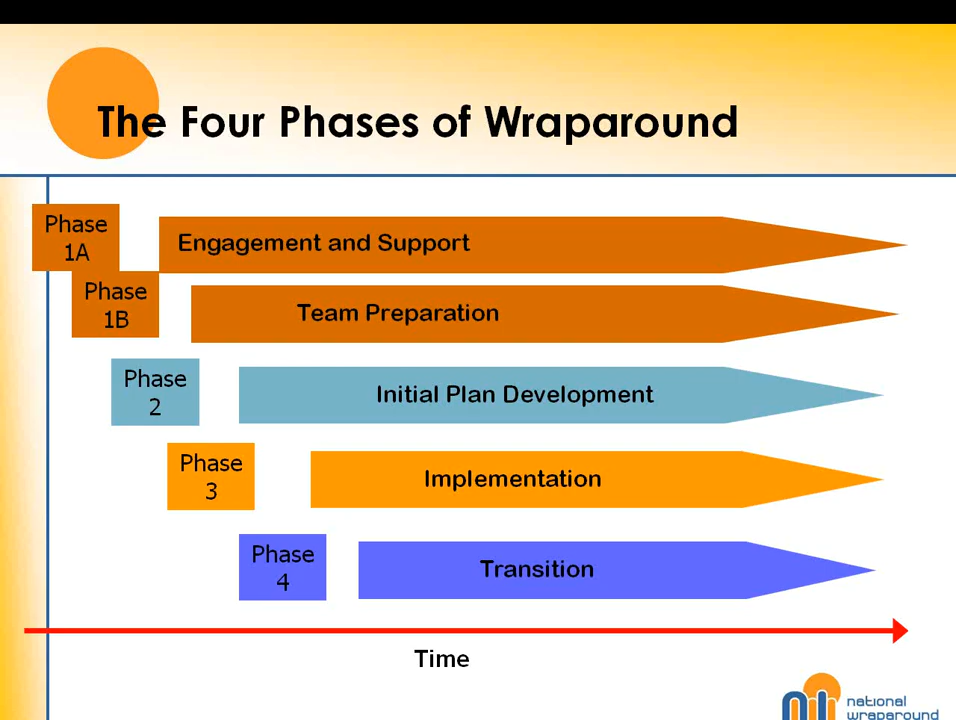 The Four Phases of Wraparound
Phase
1A
Engagement and Support
Phase
1B
Team Preparation
Phase
2
Initial Plan Development
Phase
3
Implementation
Phase
4
Transition
Time
national
wraparound